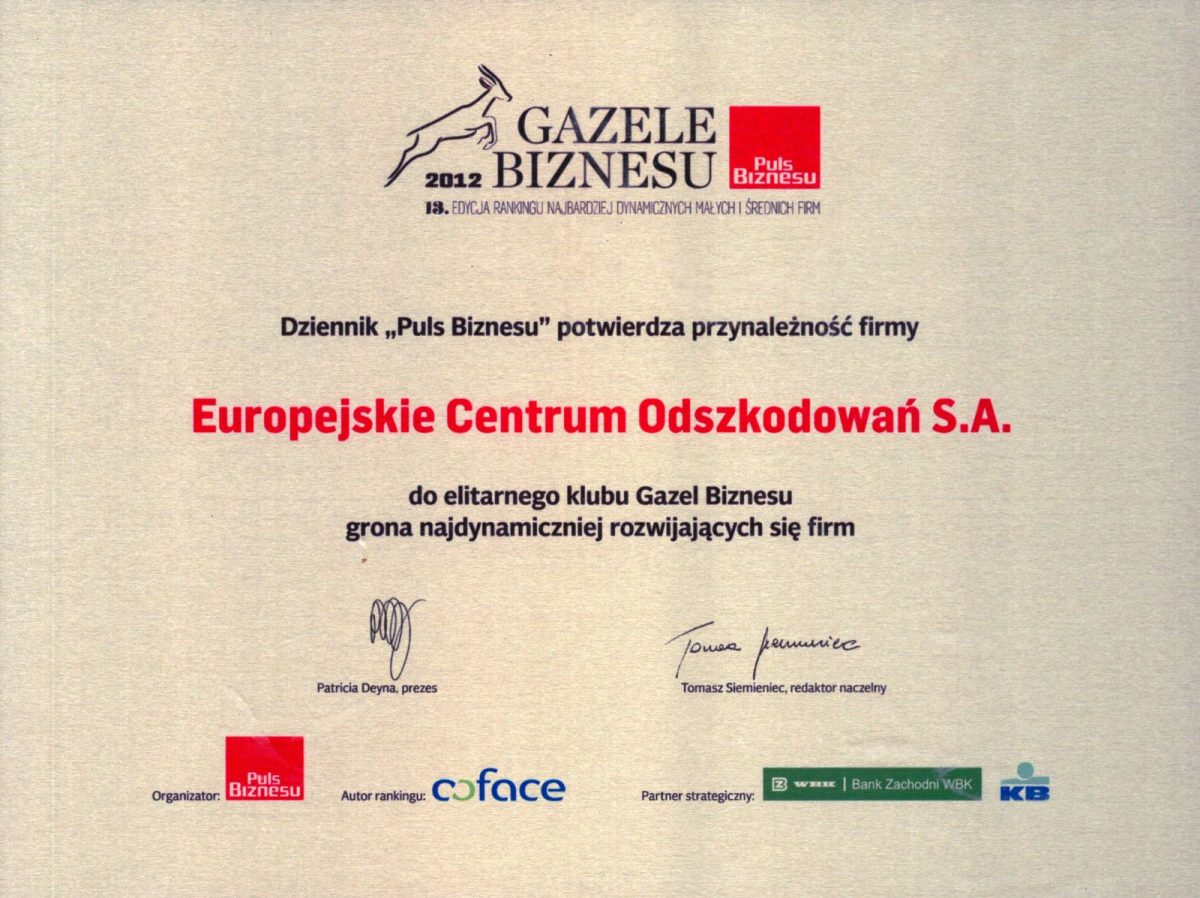 GAZELE
2012 BIZNESU
Puls
Biznesu
13. EDYCJA RANKINGU NAJBARDZIEJ DYNAMICZNYCH MAŁYCH I ŚREDNICH FIRM
Dziennik „Puls Biznesu” potwierdza przynależność firmy
Europejskie Centrum Odszkodowań S.A.
do elitarnego klubu Gazel Biznesu
grona najdynamiczniej rozwijających się firm
Patricia Deyna, prezes
Tomasz Siemieniec, redaktor naczelny
Organizator: Puls Biznesu
Autor rankingu: coface
Partner strategiczny: WBK | Bank Zachodni WBK KB